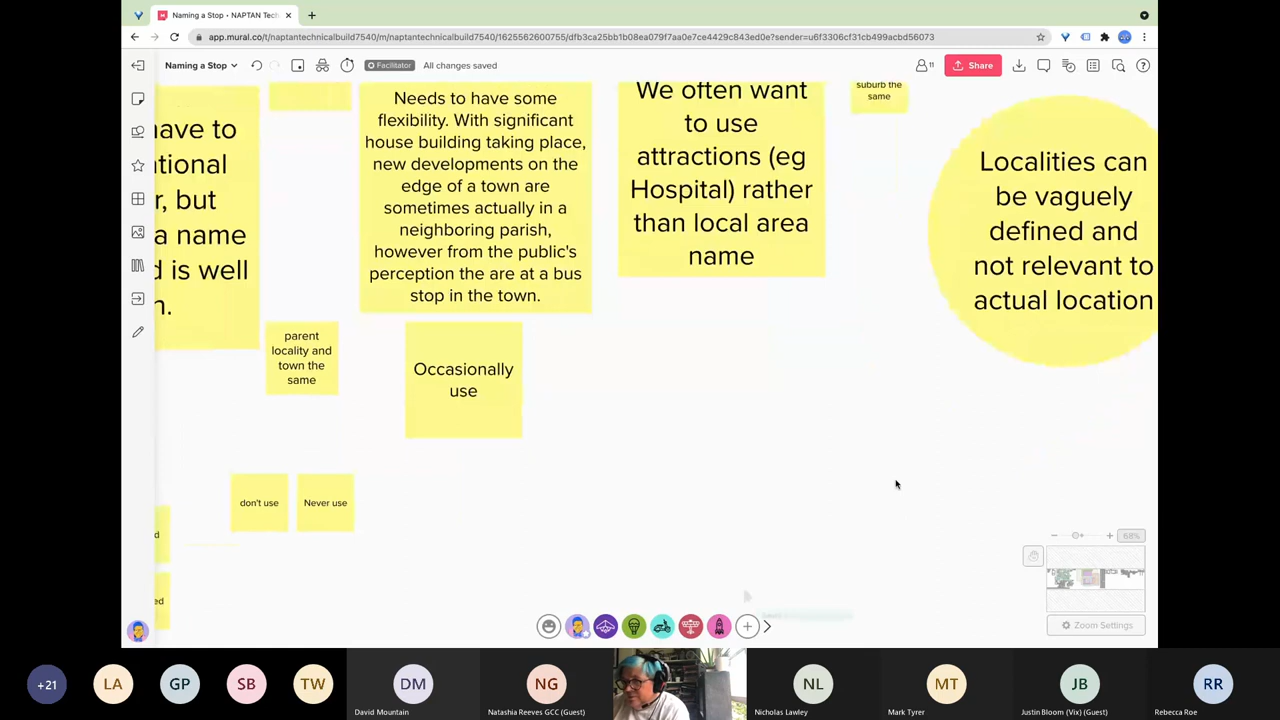 Naming a Stop • NAPTAN Tech
app.mural.co/t/naptantechnicalbuild7540/m/naptantechnicalbuild7540/1625562600755/dfb3ca25bb1b08ea079f7aa0e7ce4429c843ed0e?sender=u6f3306cf31cb499acbd56073
Naming a Stop
Facilitator
All changes saved
11
Share
have to
tional
r, but
a name
d is well
n.
Needs to have some
flexibility. With significant
house building taking place,
new developments on the
edge of a town are
sometimes actually in a
neighboring parish,
however from the public's
perception the are at a bus
stop in the town.
We often want
to use
attractions (eg
Hospital) rather
than local area
name
suburb the
same
Localities can
be vaguely
defined and
not relevant to
actual location
parent
locality and
town the
same
Occasionally
use
don't use
Never use
d
ed
68%
Zoom Settings
+21
LA
GP
SB
TW
DM
David Mountain
NG
Natashia Reeves GCC (Guest)
NL
Nicholas Lawley
MT
Mark Tyrer
JB
Justin Bloom (Vix) (Guest)
RR
Rebecca Roe